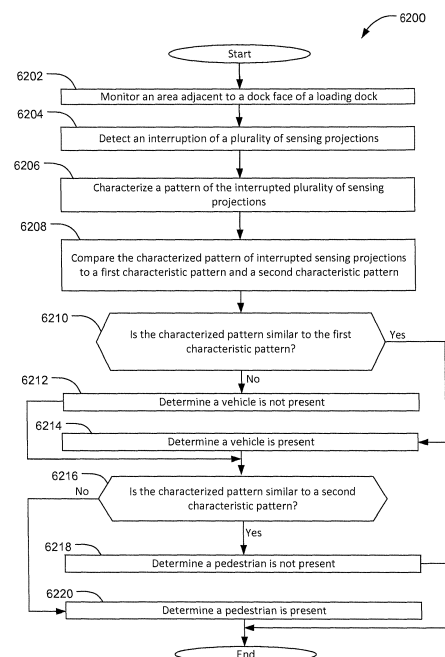 6200
Start
6202
Monitor an area adjacent to a dock face of a loading dock
6204
Detect an interruption of a plurality of sensing projections
6206
Characterize a pattern of the interrupted plurality of sensing
projections
6208
Compare the characterized pattern of interrupted sensing projections
to a first characteristic pattern and a second characteristic pattern
6210
Is the characterized pattern similar to the first
characteristic pattern?
Yes
No
6212
Determine a vehicle is not present
6214
Determine a vehicle is present
6216
No
Is the characterized pattern similar to a second
characteristic pattern?
Yes
6218
Determine a pedestrian is not present
6220
Determine a pedestrian is present
End